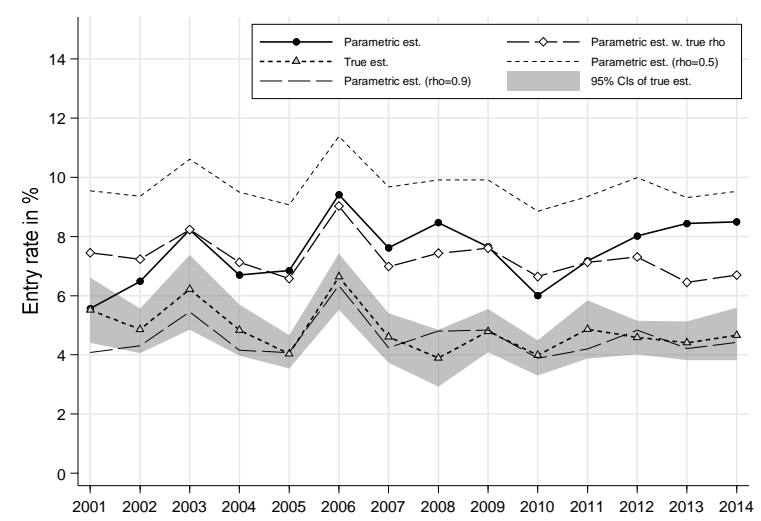 Parametric est.
Parametric est. w. true rho
True est.
Parametric est. (rho=0.5)
Parametric est. (rho=0.9)
95% CIs of true est.
Entry rate in %
14
12
10
8
6
4
2
0
2001 2002 2003 2004 2005 2006 2007 2008 2009 2010 2011 2012 2013 2014